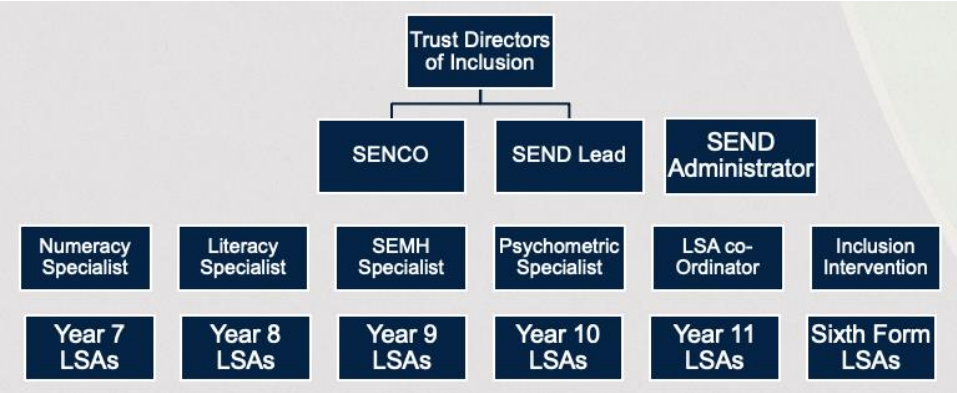 Trust Directors
of Inclusion
SENCO
SEND Lead
SEND
Administrator
Numeracy
Specialist
Literacy
Specialist
SEMH
Specialist
Psychometric
Specialist
LSA co-
Ordinator
Inclusion
Intervention
Year 7
LSAs
Year 8
LSAs
Year 9
LSAs
Year 10
LSAs
Year 11
LSAs
Sixth Form
LSAs